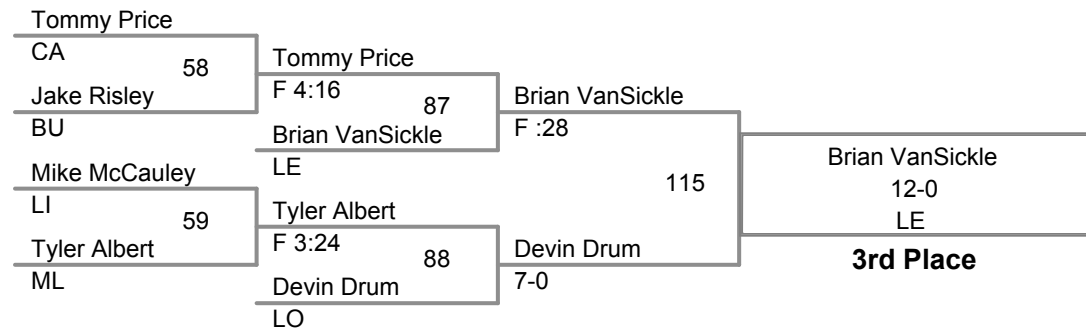 Tommy Price
CA
58
Jake Risley
BU
Mike McCauley
LI
59
Tyler Albert
ML
Tommy Price
F 4:16
87
Brian VanSickle
LE
Tyler Albert
F 3:24
88
Devin Drum
LO
Brian VanSickle
F :28
115
Devin Drum
7-0
Brian VanSickle
12-0
LE
3rd Place